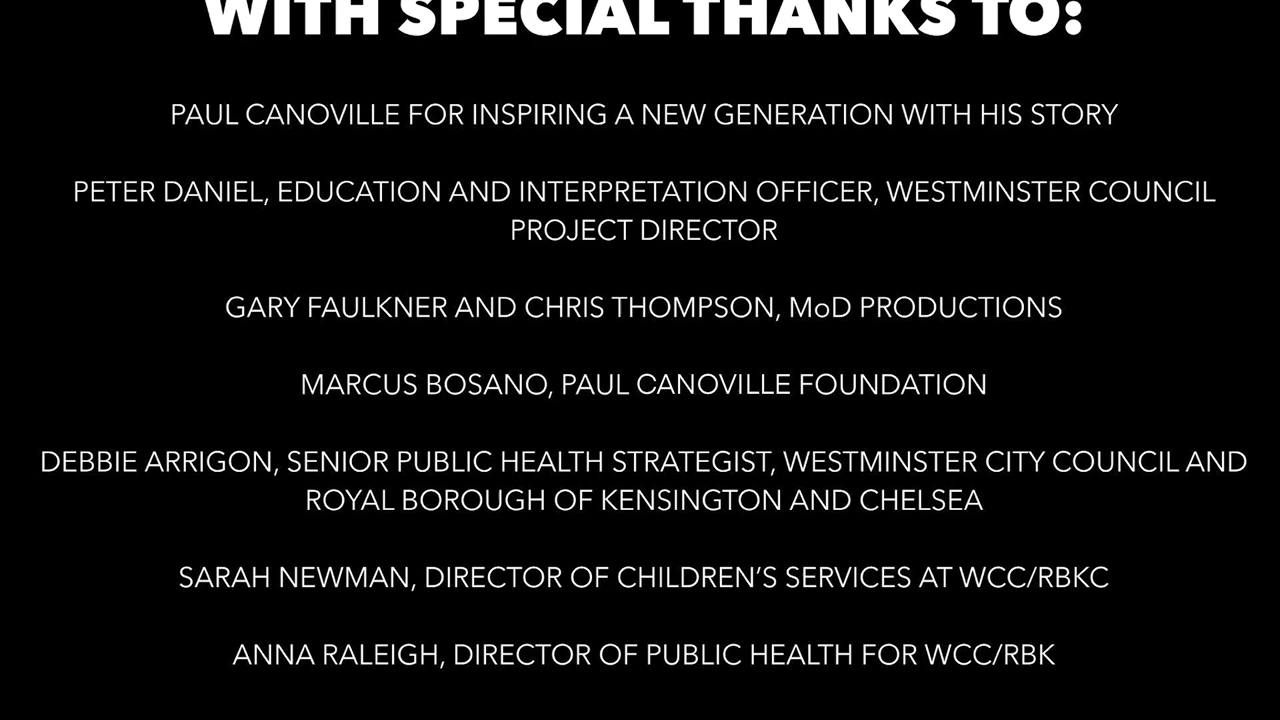 WITH SPECIAL THANKS TO:
PAUL CANOVILLE FOR INSPIRING A NEW GENERATION WITH HIS STORY
PETER DANIEL, EDUCATION AND INTERPRETATION OFFICER, WESTMINSTER COUNCIL
PROJECT DIRECTOR
GARY FAULKNER AND CHRIS THOMPSON, MoD PRODUCTIONS
MARCUS BOSANO, PAUL CANOVILLE FOUNDATION
DEBBIE ARRIGON, SENIOR PUBLIC HEALTH STRATEGIST, WESTMINSTER CITY COUNCIL AND
ROYAL BOROUGH OF KENSINGTON AND CHELSEA
SARAH NEWMAN, DIRECTOR OF CHILDREN’S SERVICES AT WCC/RBKC
ANNA RALEIGH, DIRECTOR OF PUBLIC HEALTH FOR WCC/RBK